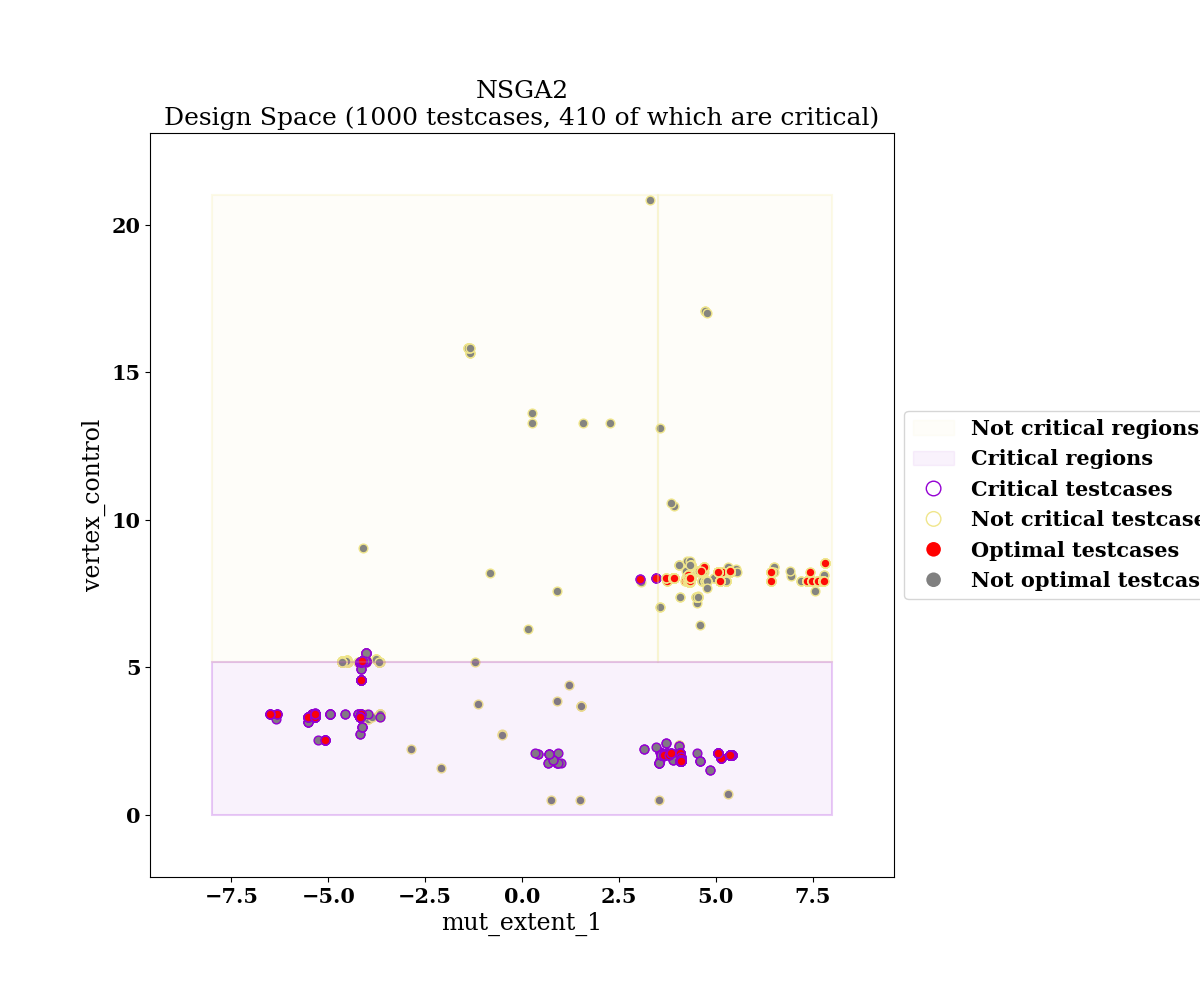 NSGA2
Design Space (1000 testcases, 410 of which are critical)
vertex_control
20
15
10
5
0
−7.5 −5.0 −2.5 0.0 2.5 5.0 7.5
mut_extent_1
Not critical regions
Critical regions
Critical testcases
Not critical testcase
Optimal testcases
Not optimal testcas